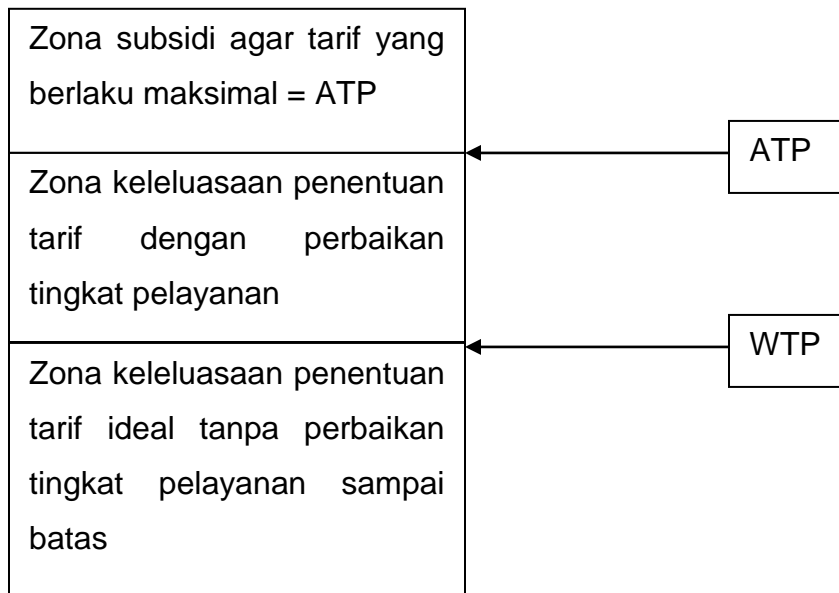 Zona subsidi agar tarif yang
berlaku maksimal = ATP
ATP
Zona keleluasaan penentuan
tarif dengan perbaikan
tingkat pelayanan
WTP
Zona keleluasaan penentuan
tarif ideal tanpa perbaikan
tingkat pelayanan sampai
batas